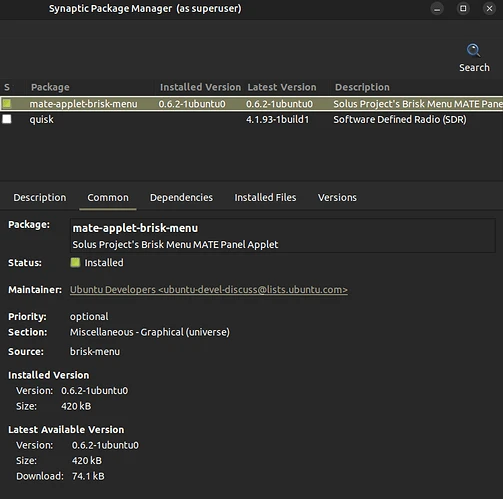 Synaptic Package Manager (as superuser)
Search
S Package Installed Version Latest Version Description
mate-applet-brisk-menu 0.6.2-1ubuntu0 0.6.2-1ubuntu0 Solus Project's Brisk Menu MATE Pane
quisk 4.1.93-1build1 Software Defined Radio (SDR)
Description Common Dependencies Installed Files Versions
Package: mate-applet-brisk-menu
Solus Project's Brisk Menu MATE Panel Applet
Status: Installed
Maintainer: Ubuntu Developers <ubuntu-devel-discuss@lists.ubuntu.com>
Priority: optional
Section: Miscellaneous - Graphical (universe)
Source: brisk-menu
Installed Version
Version: 0.6.2-1ubuntu0
Size: 420 kB
Latest Available Version
Version: 0.6.2-1ubuntu0
Size: 420 kB
Download: 74.1 kB